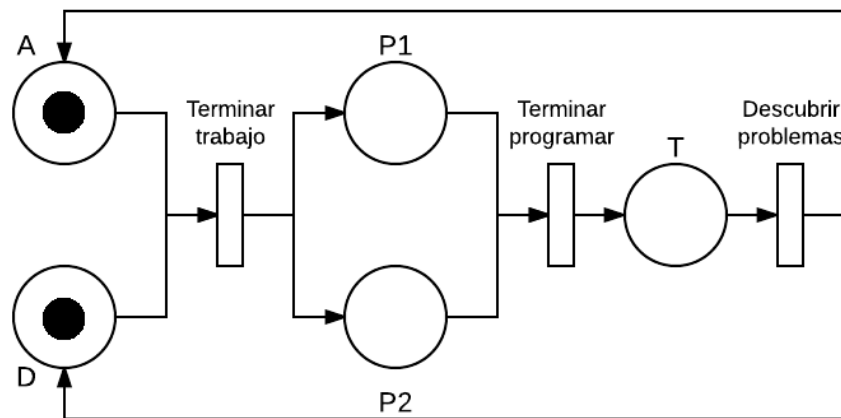 A
P1
Terminar
trabajo
Terminar
programar
T
Descubrir
problemas
D
P2